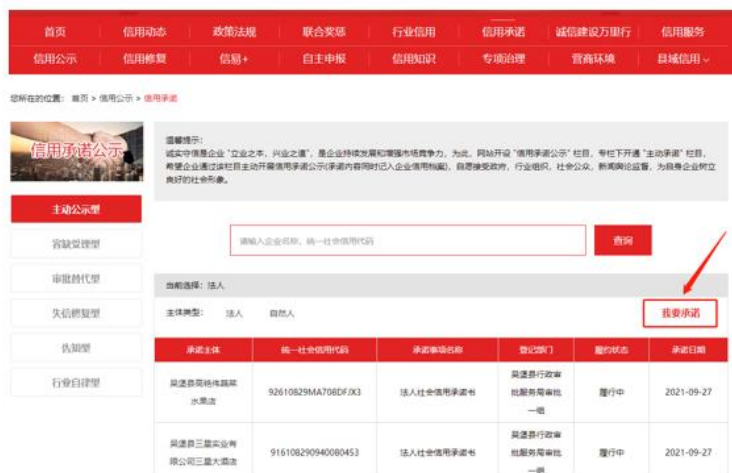 首页 信用动态 政策法规 联合奖惩 行业信用 信用承诺 诚信建设万里行 信用服务
信用公示 信用修复 信易+ 自主申报 信用知识 专项治理 营商环境 县域信用
您所在的位置： 首页 > 信用公示 > 信用承诺
信用承诺公示
温馨提示：
诚实守信是企业“立业之本，兴业之道”，是企业持续发展和增强市场竞争力，为此，网站开设“信用承诺公示”栏目，专栏下开通“主动承诺”栏目，
希望企业通过该栏目主动开展信用承诺公示(承诺内容同时记入企业信用档案)，自愿接受政府，行业组织，社会公众，新闻舆论监督，为自身企业树立
良好的社会形象。
主动公示型
容缺受理型
审批替代型
失信修复型
告知型
行业自律型
请输入企业名称、统一社会信用代码
查询
当前选择：法人
主体类型： 法人 自然人
我要承诺
承诺主体 统一社会信用代码 承诺事项名称 登记部门 履约状态 承诺日期
吴堡县苑艳伟蔬菜
水果店
92610829MA708DFJX3 法人社会信用承诺书
吴堡县行政审
批服务局审批
一组
履行中 2021-09-27
吴堡县三星实业有
限公司三星大酒店
916108290940080453 法人社会信用承诺书
吴堡县行政审
批服务局审批
一组
履行中 2021-09-27